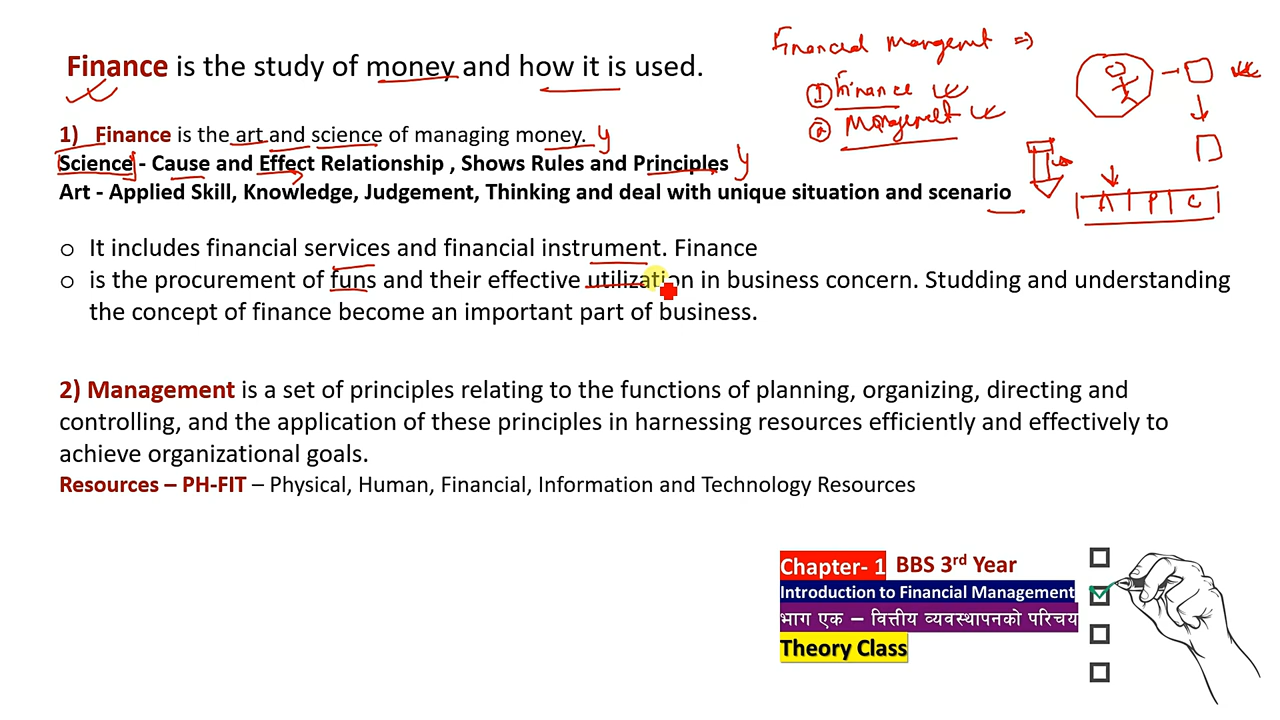 Financial Management ⇒
① Finance
② Management
Finance is the study of money and how it is used.
1) Finance is the art and science of managing money.
Science - Cause and Effect Relationship , Shows Rules and Principles
Art - Applied Skill, Knowledge, Judgement, Thinking and deal with unique situation and scenario
A P C
o It includes financial services and financial instrument. Finance
o is the procurement of funs and their effective utilization in business concern. Studding and understanding
the concept of finance become an important part of business.
2) Management is a set of principles relating to the functions of planning, organizing, directing and
controlling, and the application of these principles in harnessing resources efficiently and effectively to
achieve organizational goals.
Resources – PH-FIT – Physical, Human, Financial, Information and Technology Resources
Chapter- 1 BBS 3rd Year
Introduction to Financial Management
भाग एक – वित्तीय व्यवस्थापनको परिचय
Theory Class